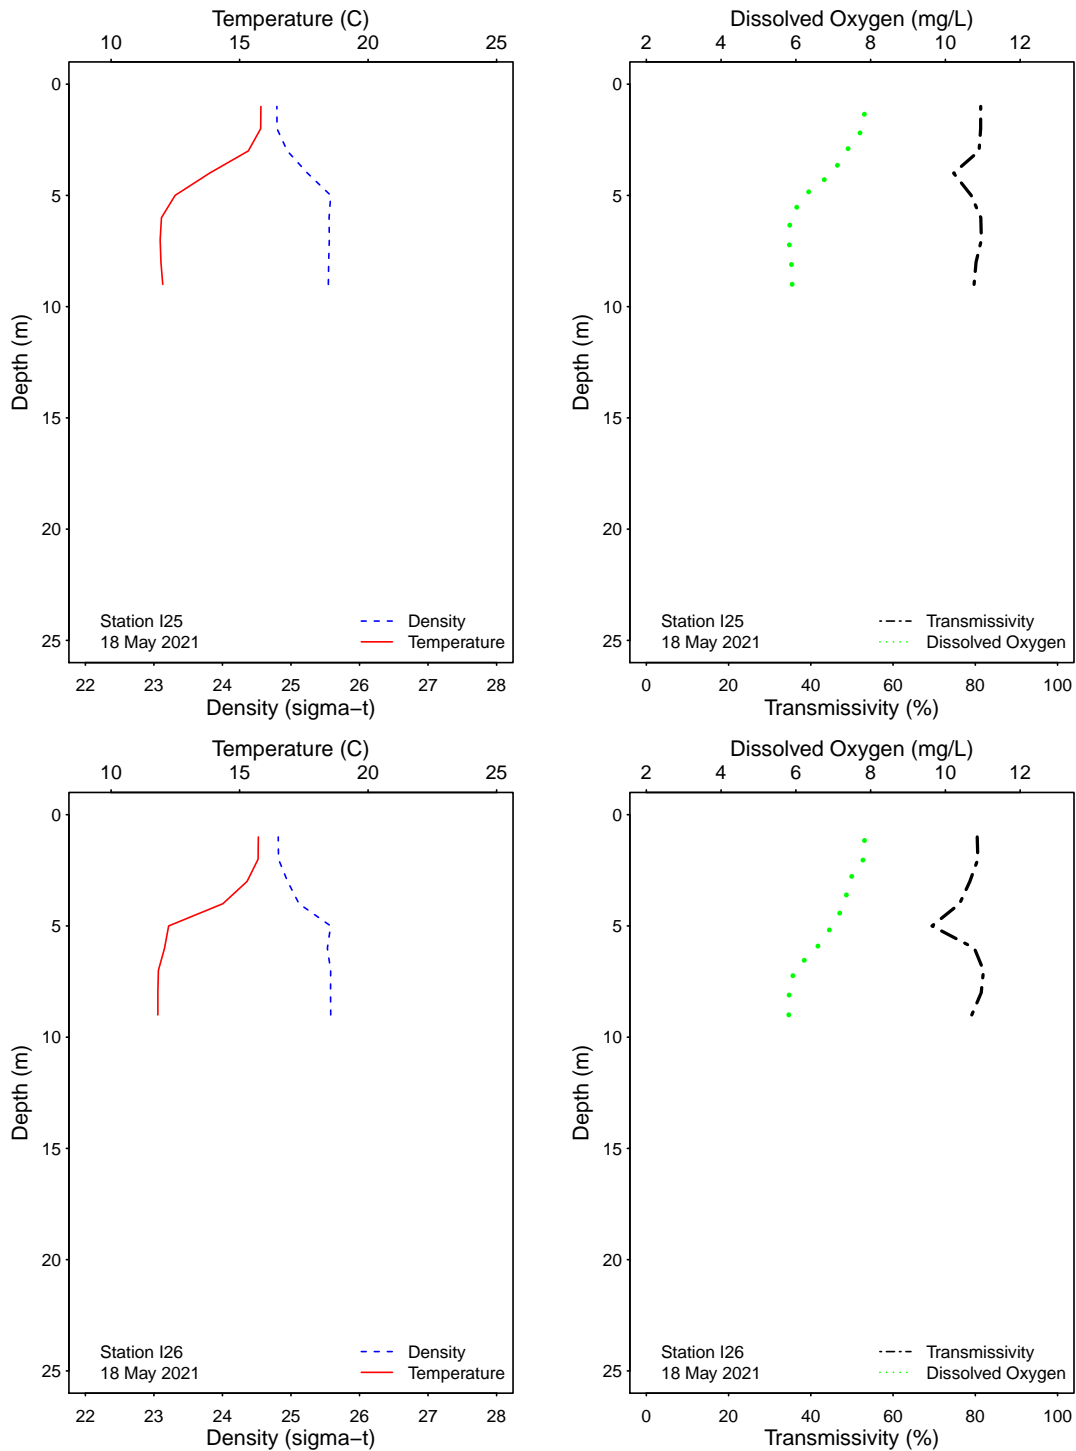 Temperature (C)
10 15 20 25
0
5
10
15
20
25
Depth (m)
Station I25
18 May 2021
Density
Temperature
22 23 24 25 26 27 28
Density (sigma−t)
Dissolved Oxygen (mg/L)
2 4 6 8 10 12
0
5
10
15
20
25
Depth (m)
Station I25
18 May 2021
Transmissivity
Dissolved Oxygen
0 20 40 60 80 100
Transmissivity (%)
Temperature (C)
10 15 20 25
0
5
10
15
20
25
Depth (m)
Station I26
18 May 2021
Density
Temperature
22 23 24 25 26 27 28
Density (sigma−t)
Dissolved Oxygen (mg/L)
2 4 6 8 10 12
0
5
10
15
20
25
Depth (m)
Station I26
18 May 2021
Transmissivity
Dissolved Oxygen
0 20 40 60 80 100
Transmissivity (%)